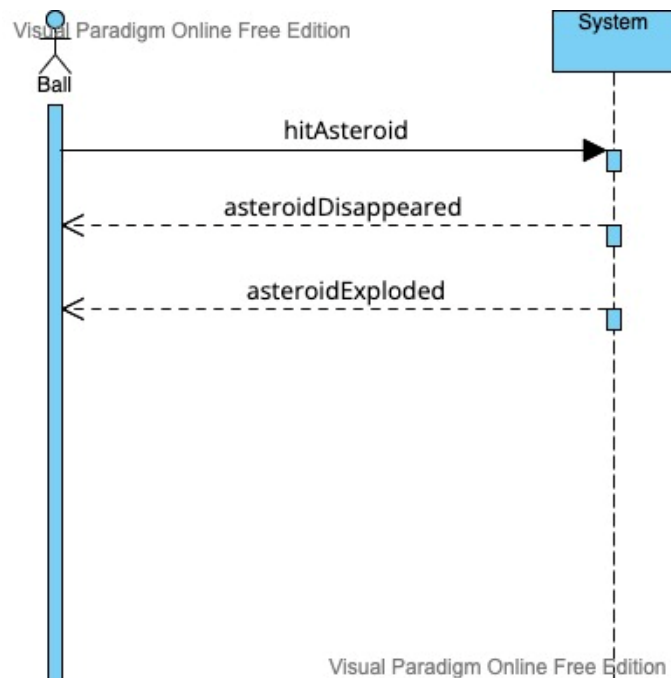 Visual Paradigm Online Free Edition
System
Ball
hitAsteroid
asteroidDisappeared
asteroidExploded
Visual Paradigm Online Free Edition